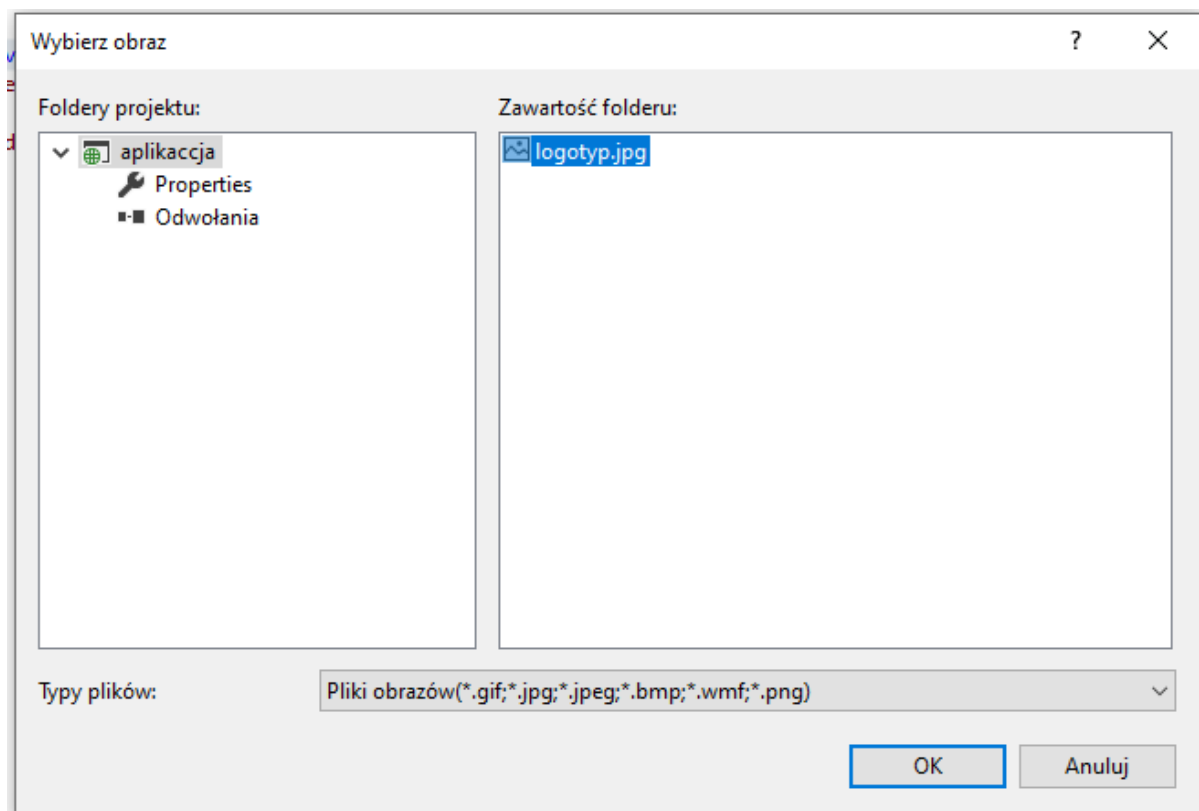 Wybierz obraz
?
Foldery projektu:
Zawartość folderu:
aplikaccja
Properties
Odwołania
logotyp.jpg
Typy plików:
Pliki obrazów(*.gif;*.jpg;*.jpeg;*.bmp;*.wmf;*.png)
OK
Anuluj